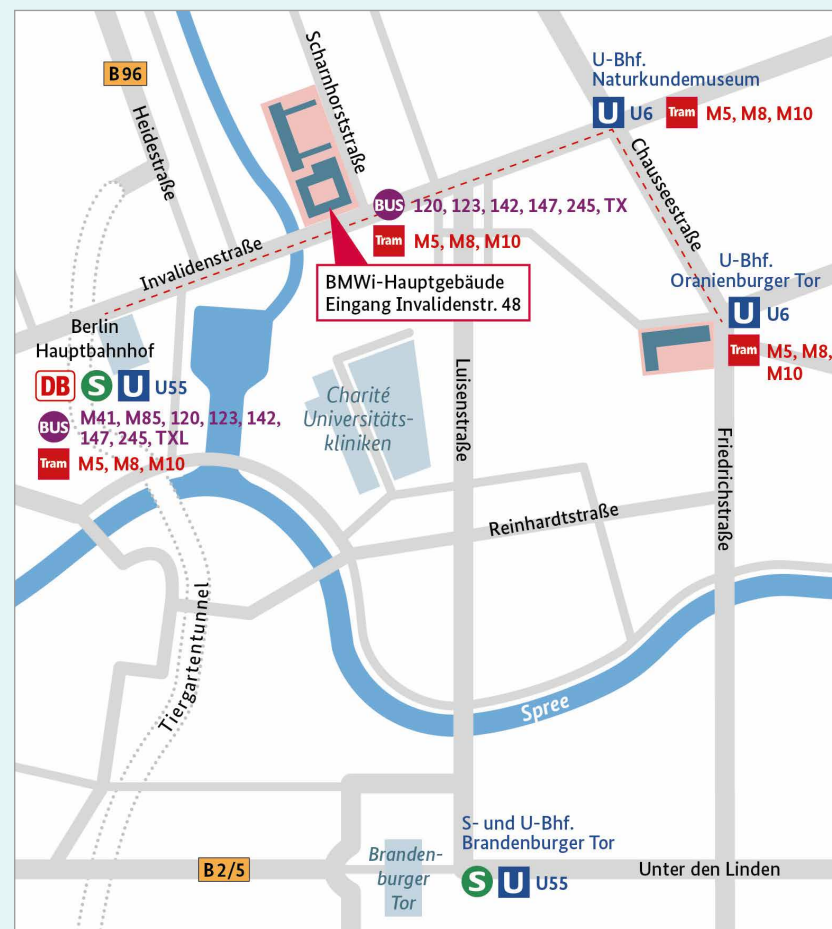 B 96
Heidestraße
Scharnhorststraße
U-Bhf.
Naturkundemuseum
U U6 Tram M5, M8, M10
Chausseestraße
BUS 120, 123, 142, 147, 245, TX
Tram M5, M8, M10
Invalidenstraße
BMWi-Hauptgebäude
Eingang Invalidenstr. 48
U-Bhf.
Oranienburger Tor
U U6
Tram M5, M8,
M10
Berlin
Hauptbahnhof
DB S U U55
BUS M41, M85, 120, 123, 142,
147, 245, TXL
Tram M5, M8, M10
Charité
Universitäts-
kliniken
Luisenstraße
Friedrichstraße
Reinhardtstraße
Tiergartentunnel
Spree
S- und U-Bhf.
Brandenburger Tor
S U U55
Branden-
burger
Tor
B 2/5
Unter den Linden